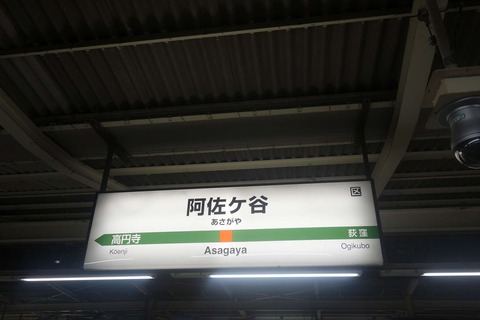 区
阿佐ケ谷
あさがや
高円寺
荻窪
Koenji
Asagaya
Ogikubo